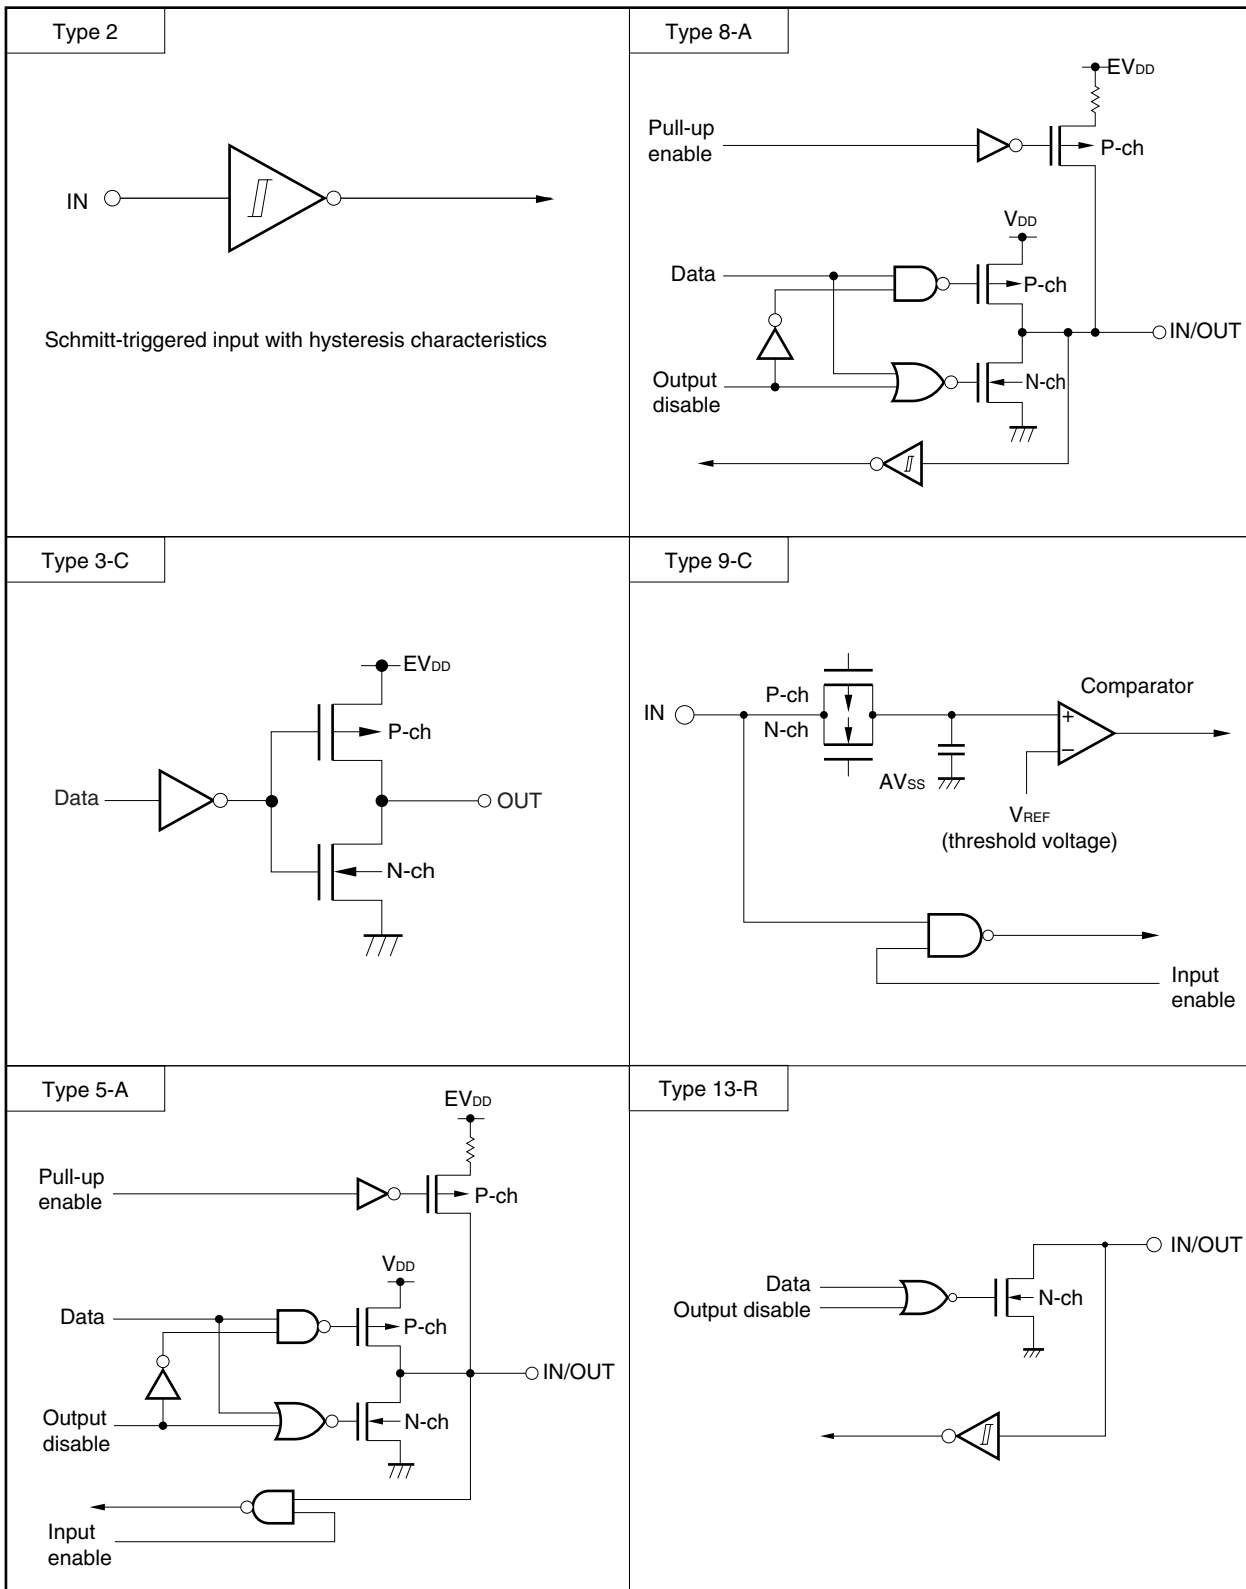 Type 2
IN
Schmitt-triggered input with hysteresis characteristics
Type 8-A
EVDD
Pull-up
enable
P-ch
VDD
Data
P-ch
IN/OUT
Output
disable
N-ch
Type 3-C
EVDD
P-ch
Data
OUT
N-ch
Type 9-C
P-ch
Comparator
IN
N-ch
+
−
AVSS
VREF
(threshold voltage)
Input
enable
Type 5-A
EVDD
Pull-up
enable
P-ch
VDD
Data
P-ch
IN/OUT
Output
disable
N-ch
Input
enable
Type 13-R
IN/OUT
Data
Output disable
N-ch